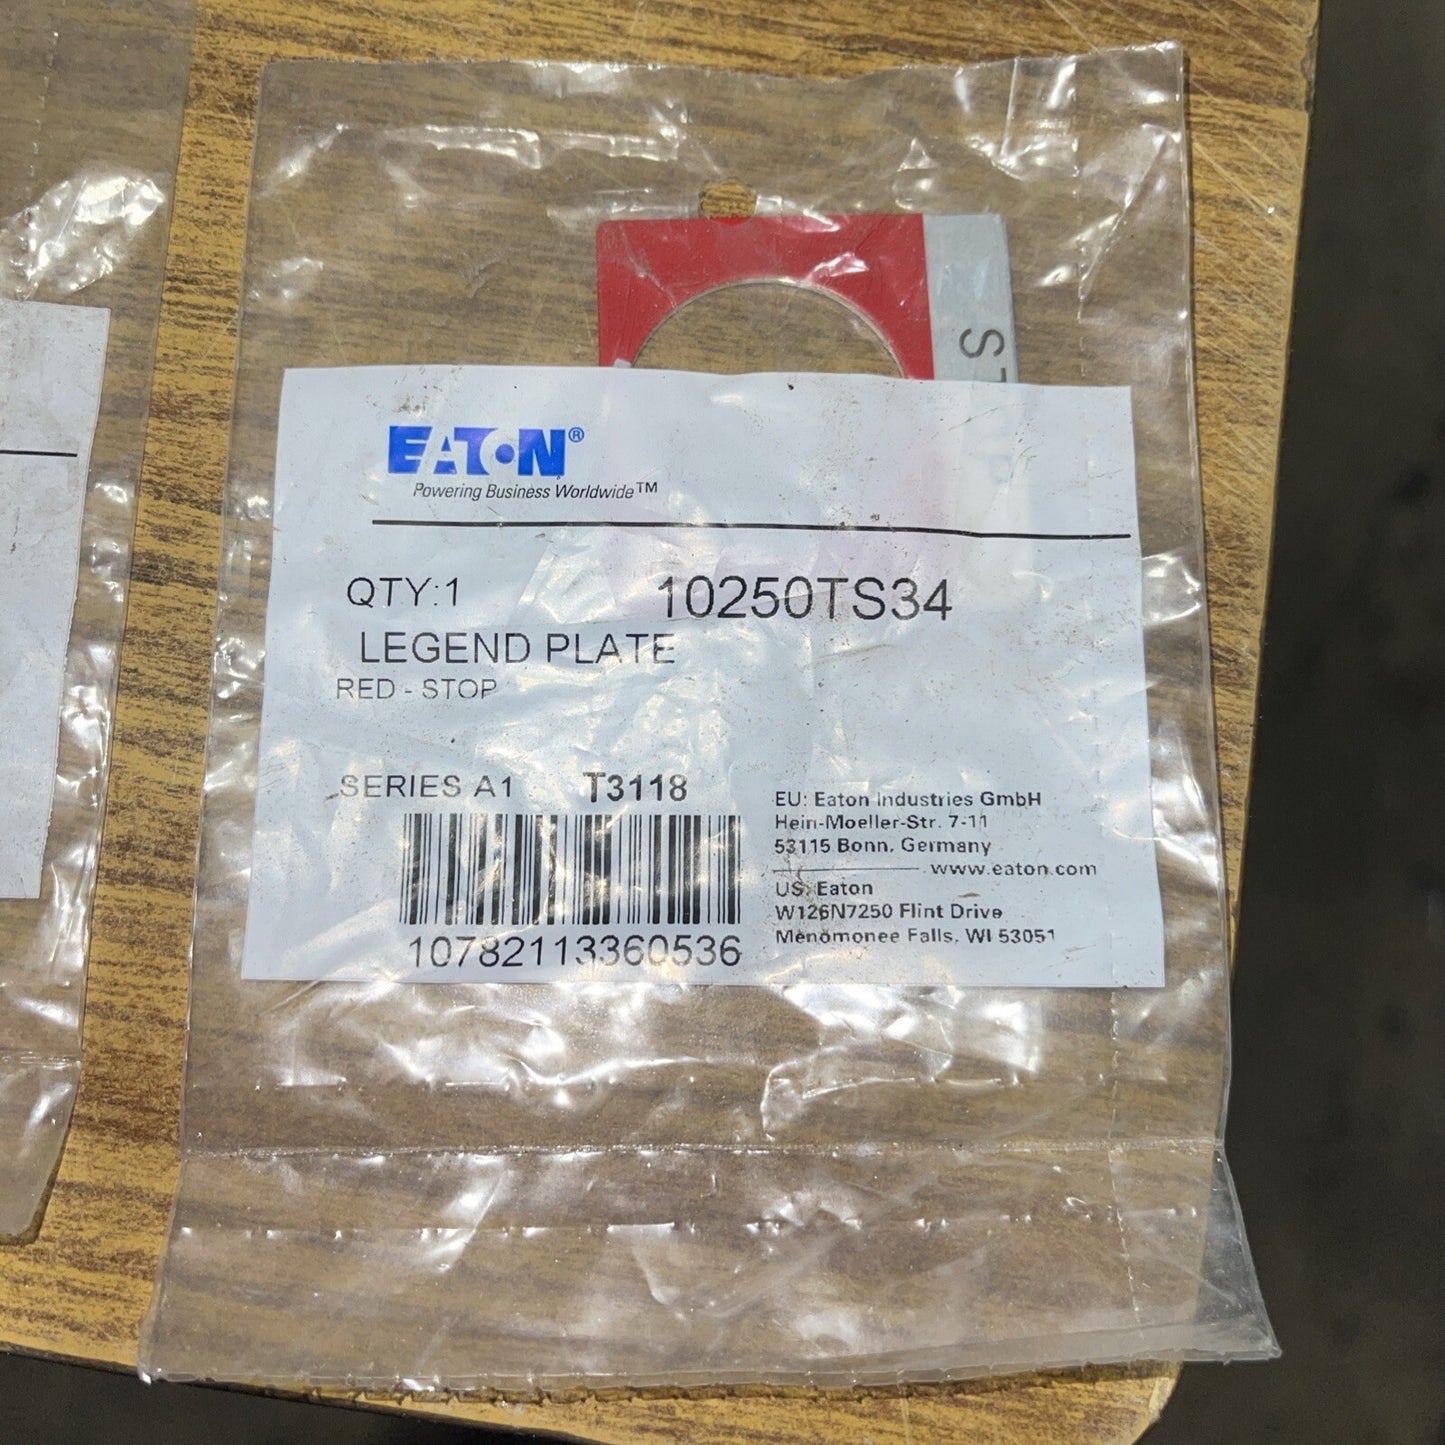 STOP
EATON®
Powering Business Worldwide™
QTY:1 10250TS34
LEGEND PLATE
RED - STOP
SERIES A1 T3118
10782113360536
EU: Eaton Industries GmbH
Hein-Moeller-Str. 7-11
53115 Bonn, Germany
www.eaton.com
US: Eaton
W126N7250 Flint Drive
Menomonee Falls, WI 53051